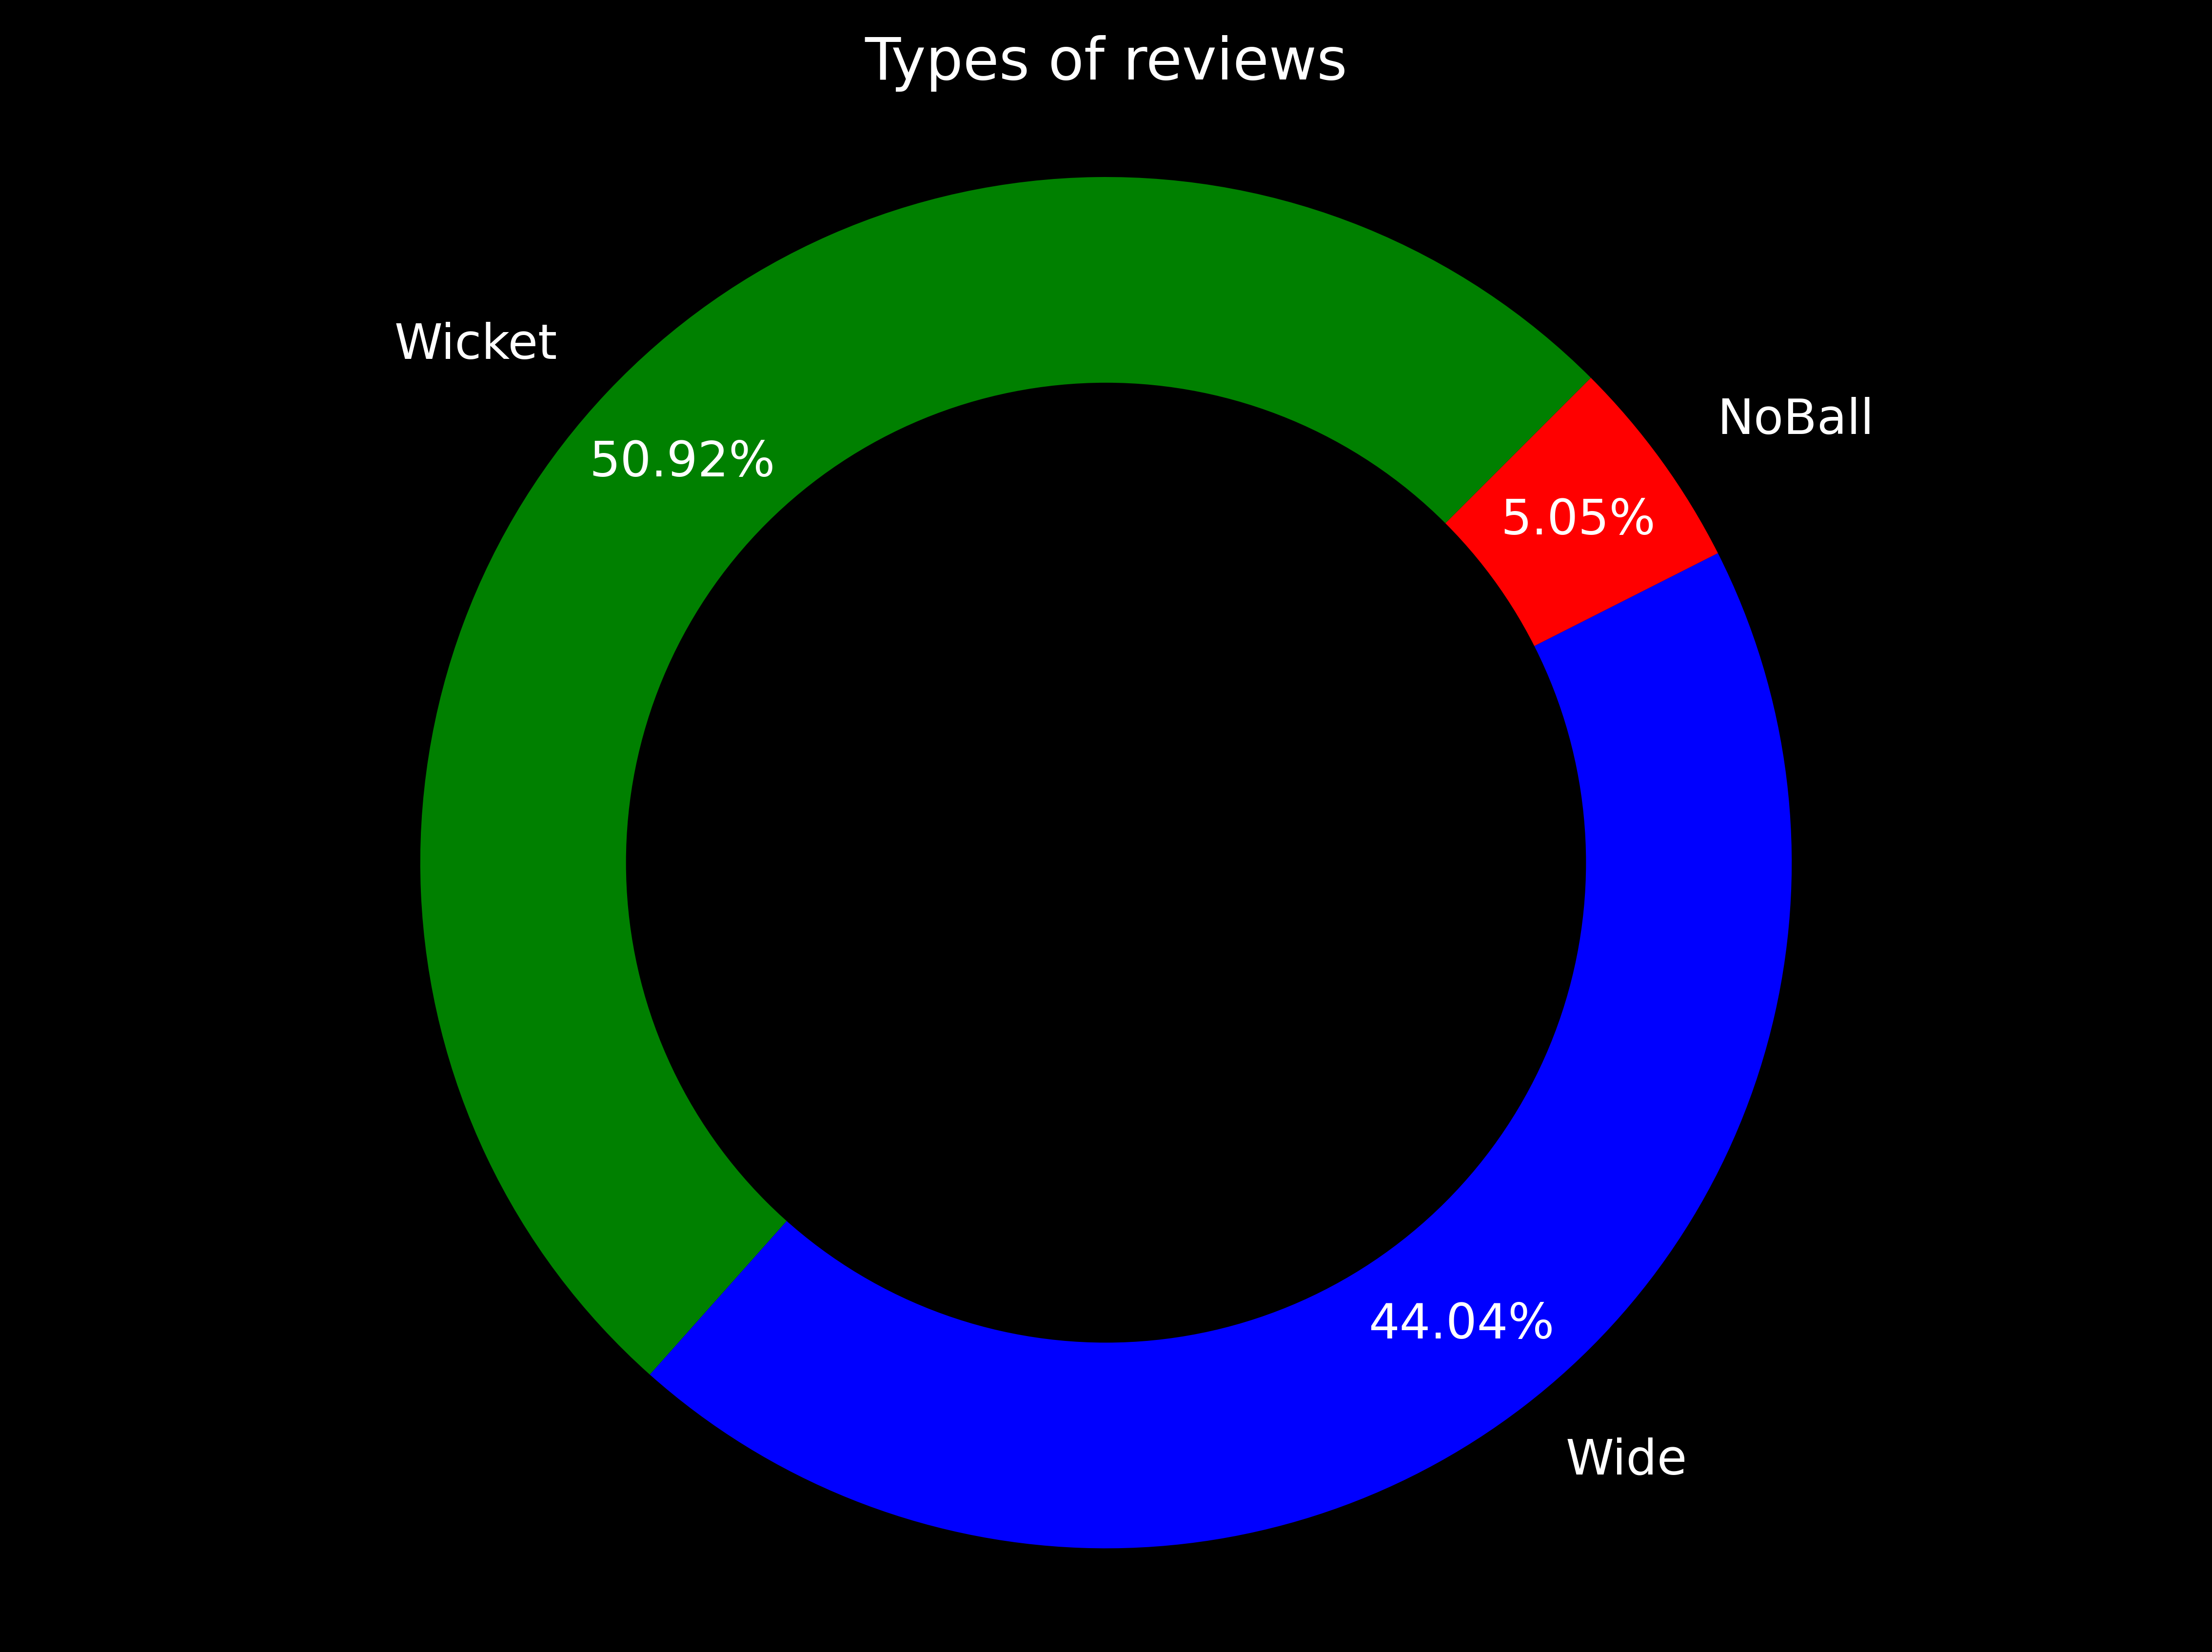 Types of reviews
Wicket
50.92%
NoBall
5.05%
44.04%
Wide